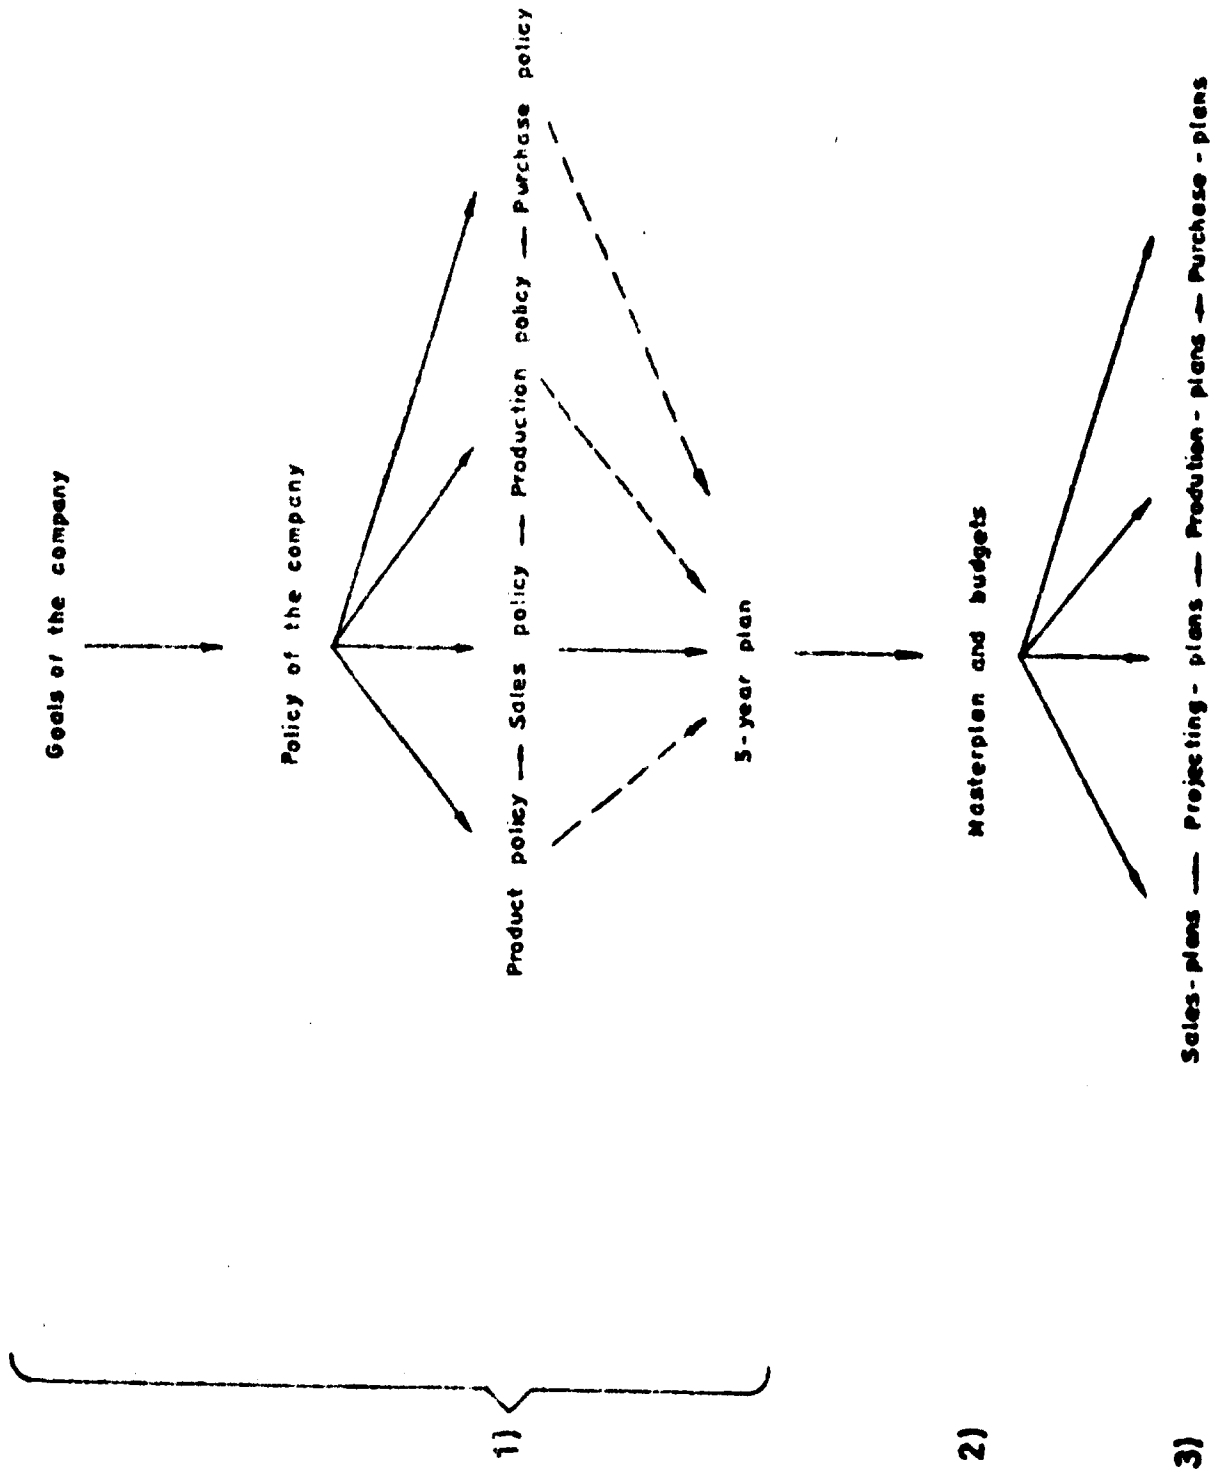 Goals of the company
Policy of the company
Product policy — Sales policy — Production policy — Purchase policy
1)
5-year plan
2) Masterplan and budgets
3) Sales-plans — Projecting-plans — Prodution-plans — Purchase-plans